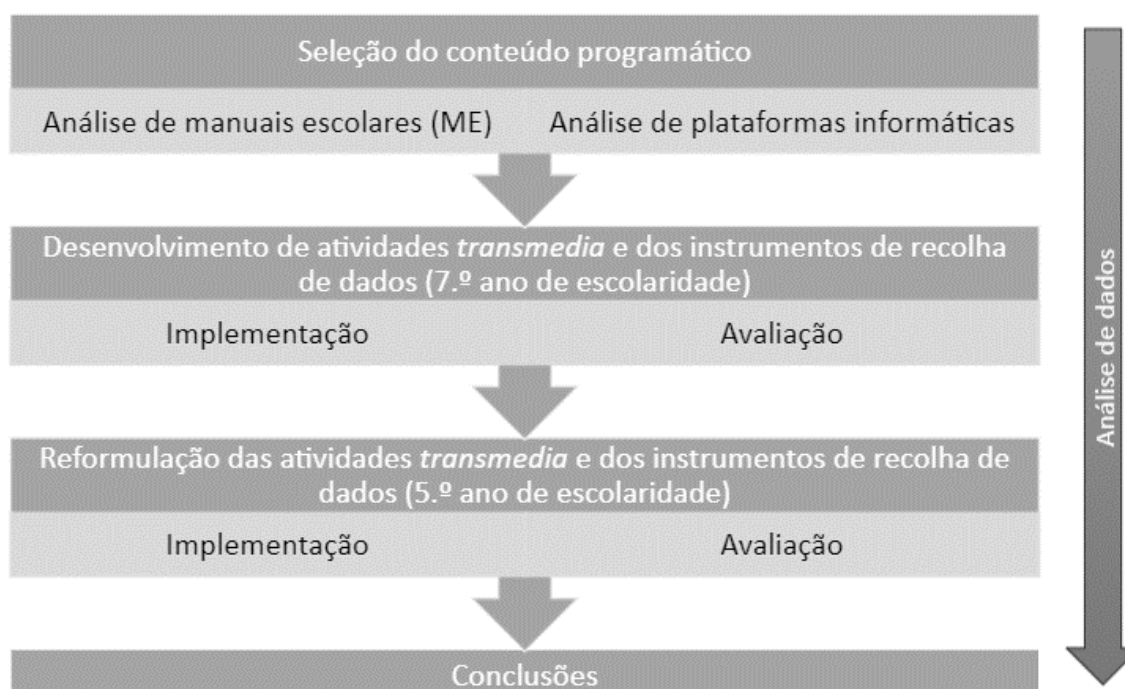 Seleção do conteúdo programático
Análise de manuais escolares (ME)
Análise de plataformas informáticas
Desenvolvimento de atividades transmedia e dos instrumentos de recolha
de dados (7.º ano de escolaridade)
Implementação
Avaliação
Reformulação das atividades transmedia e dos instrumentos de recolha de
dados (5.º ano de escolaridade)
Implementação
Avaliação
Conclusões
Análise de dados